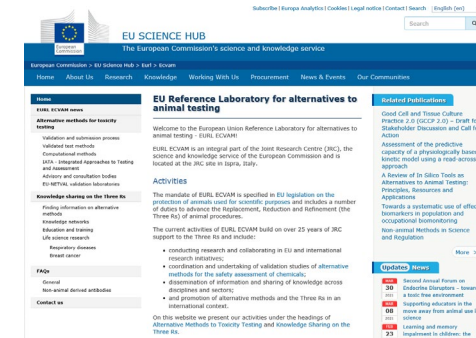 Subscribe | Europa Analytics | Cookies | Legal notice | Contact | Search | English (en)
Search
European
Commission
EU SCIENCE HUB
The European Commission's science and knowledge service
European Commission > EU Science Hub > Eurl > Ecvam
Home About Us Research Knowledge Working With Us Procurement News & Events Our Communities
Home
EURL ECVAM news
Alternative methods for toxicity
testing
Validation and submission process
Validated test methods
Computational methods
IATA - Integrated Approaches to Testing
and Assessment
Advisory and consultation bodies
EU-NETVAL validation laboratories
Knowledge sharing on the Three Rs
Finding information on alternative
methods
Knowledge networks
Education and training
Life science research
Respiratory diseases
Breast cancer
FAQs
General
Non-animal derived antibodies
Contact us
EU Reference Laboratory for alternatives to
animal testing
Welcome to the European Union Reference Laboratory for alternatives to
animal testing - EURL ECVAM!
EURL ECVAM is an integral part of the Joint Research Centre (JRC), the
science and knowledge service of the European Commission and is
located at the JRC site in Ispra, Italy.
Activities
The mandate of EURL ECVAM is specified in EU legislation on the
protection of animals used for scientific purposes and includes a number
of duties to advance the Replacement, Reduction and Refinement (the
Three Rs) of animal procedures.
The current activities of EURL ECVAM build on over 25 years of JRC
support to the Three Rs and include:
• conducting research and collaborating in EU and international
research initiatives;
• coordination and undertaking of validation studies of alternative
methods for the safety assessment of chemicals;
• dissemination of information and sharing of knowledge across
disciplines and sectors;
• and promotion of alternative methods and the Three Rs in an
international context.
On this website we present our activities under the headings of
Alternative Methods to Toxicity Testing and Knowledge Sharing on the
Three Rs.
Related Publications
Good Cell and Tissue Culture
Practice 2.0 (GCCP 2.0) – Draft
Stakeholder Discussion and Call
Action
Assessment of the predictive
capacity of a physiologically base
kinetic model using a read-across
approach
A Review of In Silico Tools as
Alternatives to Animal Testing:
Principles, Resources and
Applications
Towards a systematic use of effec
biomarkers in population and
occupational biomonitoring
Non-animal Methods in Science
and Regulation
More
Updates News
MAR
30
2021
Second Annual Forum on
Endocrine Disruptors – towar
a toxic free environment
MAR
08
2021
Supporting educators in the
move away from animal use i
science
FEB
23
Learning and memory
impairment in children: the